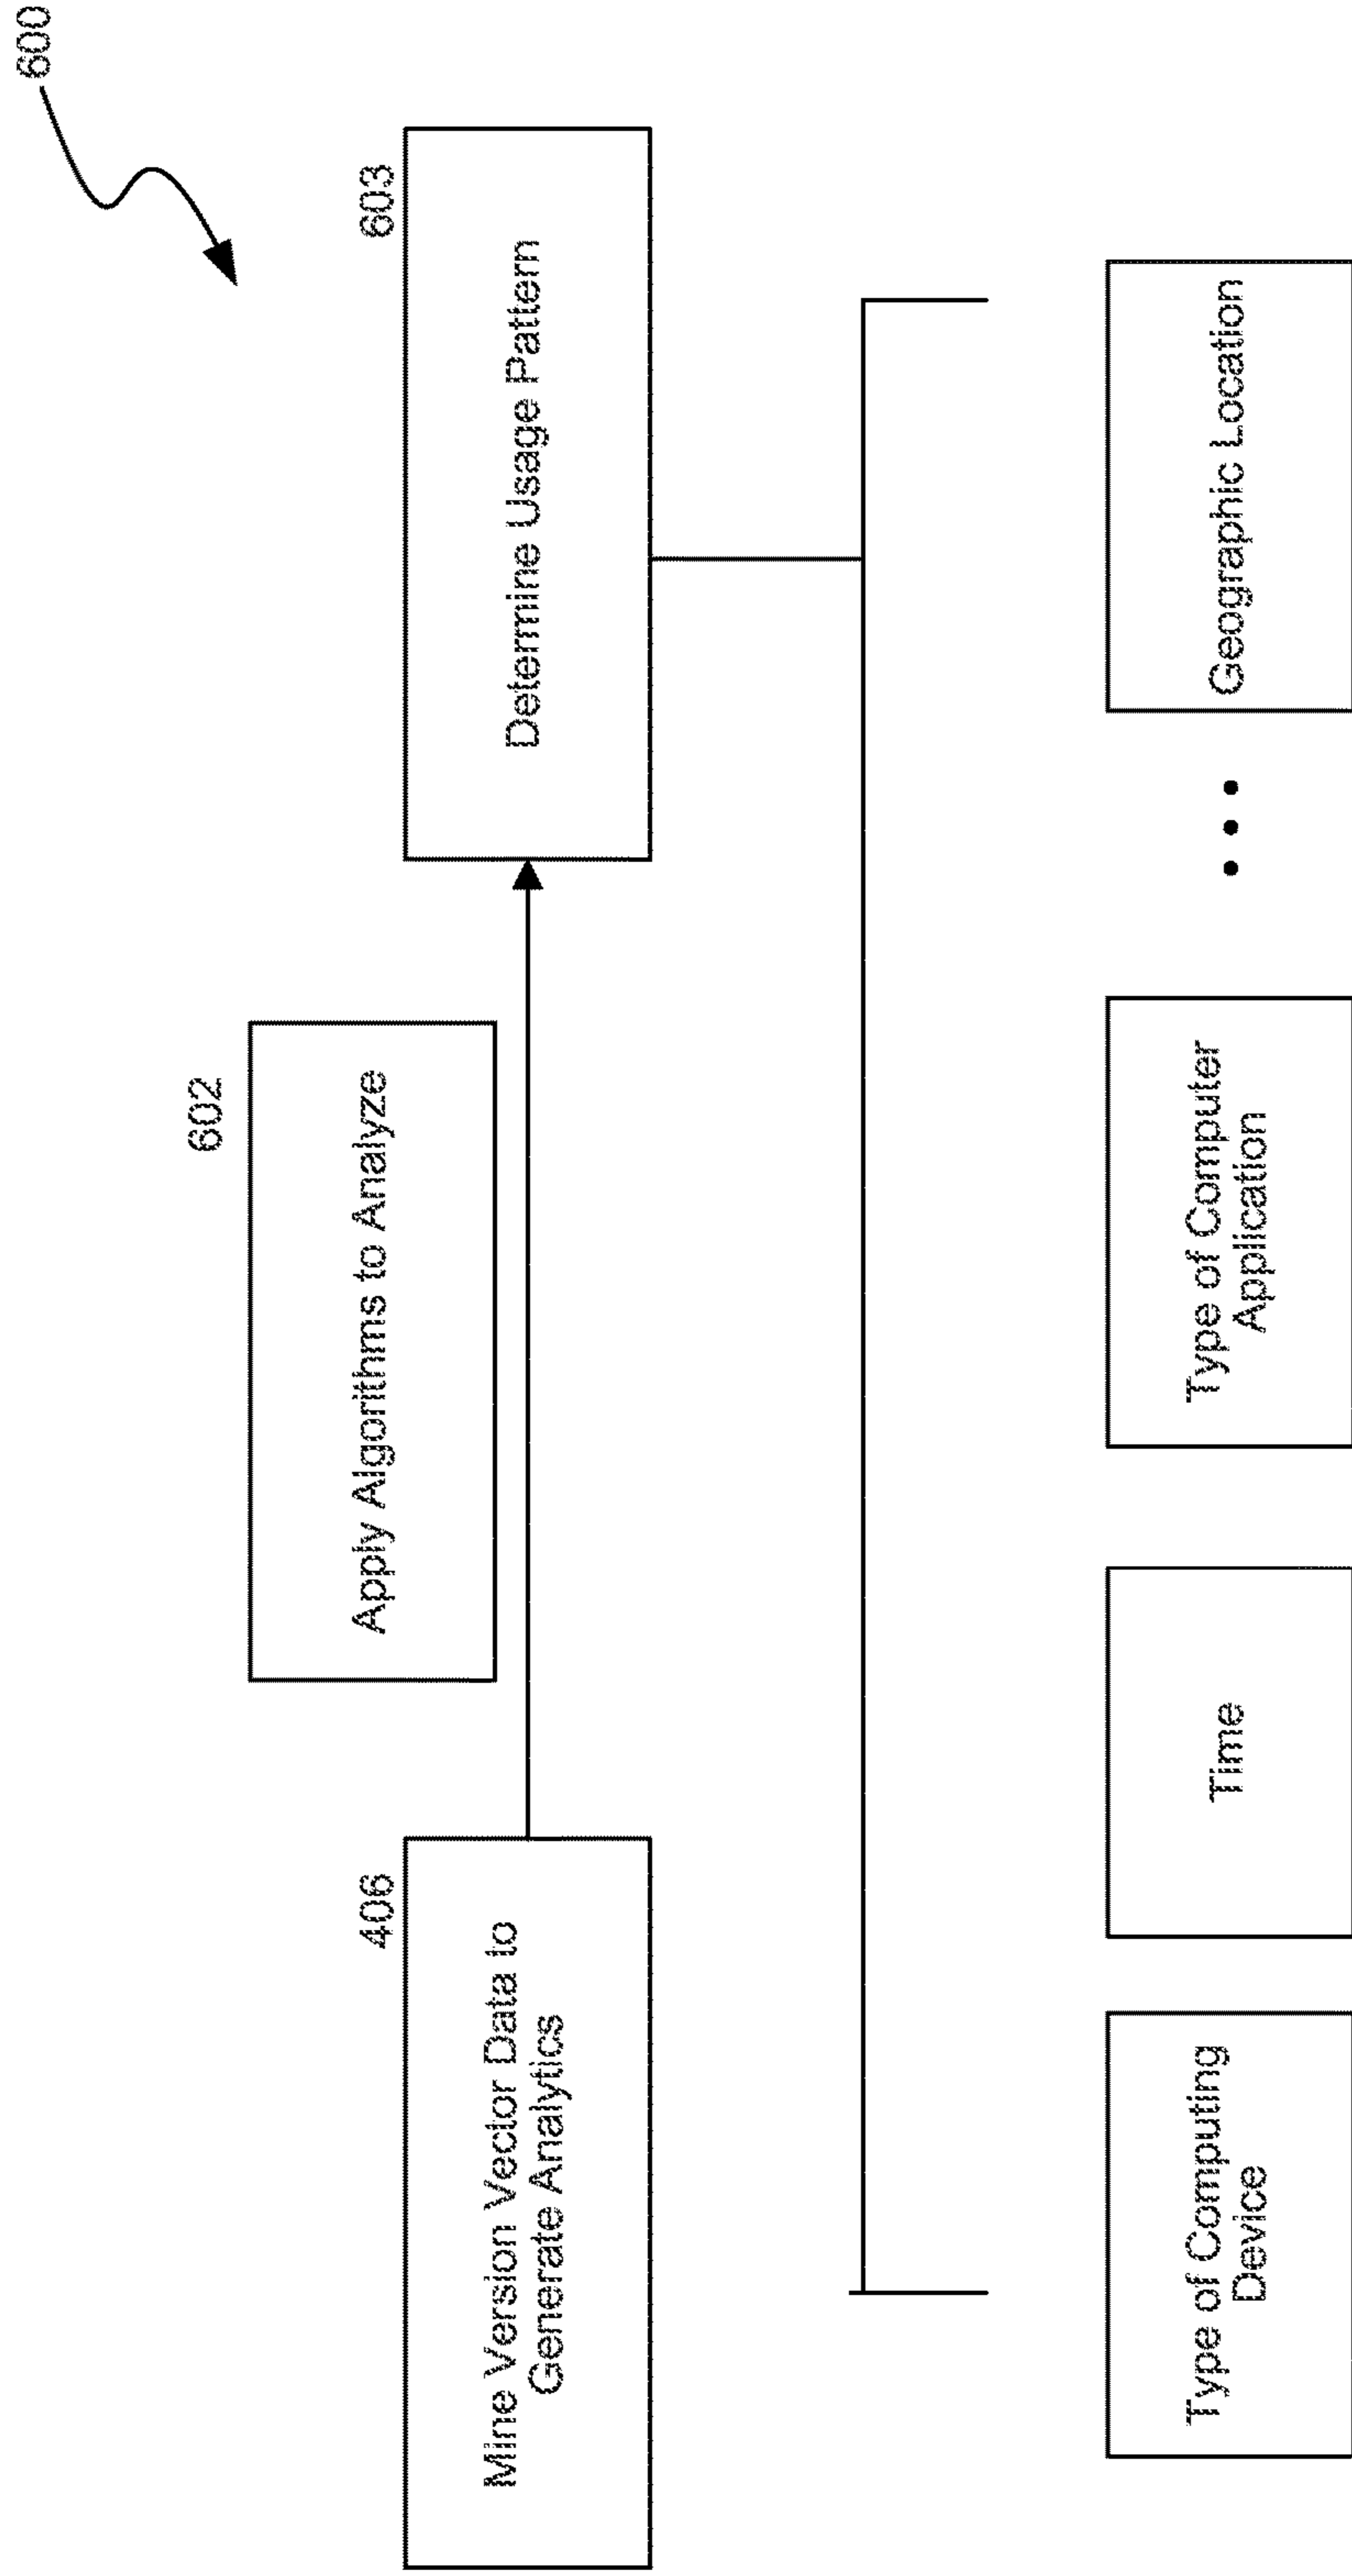 600
602
Apply Algorithms to Analyze
406
Mine Version Vector Data to
Generate Analytics
603
Determine Usage Pattern
Type of Computing
Device
Time
Type of Computer
Application
• • •
Geographic Location